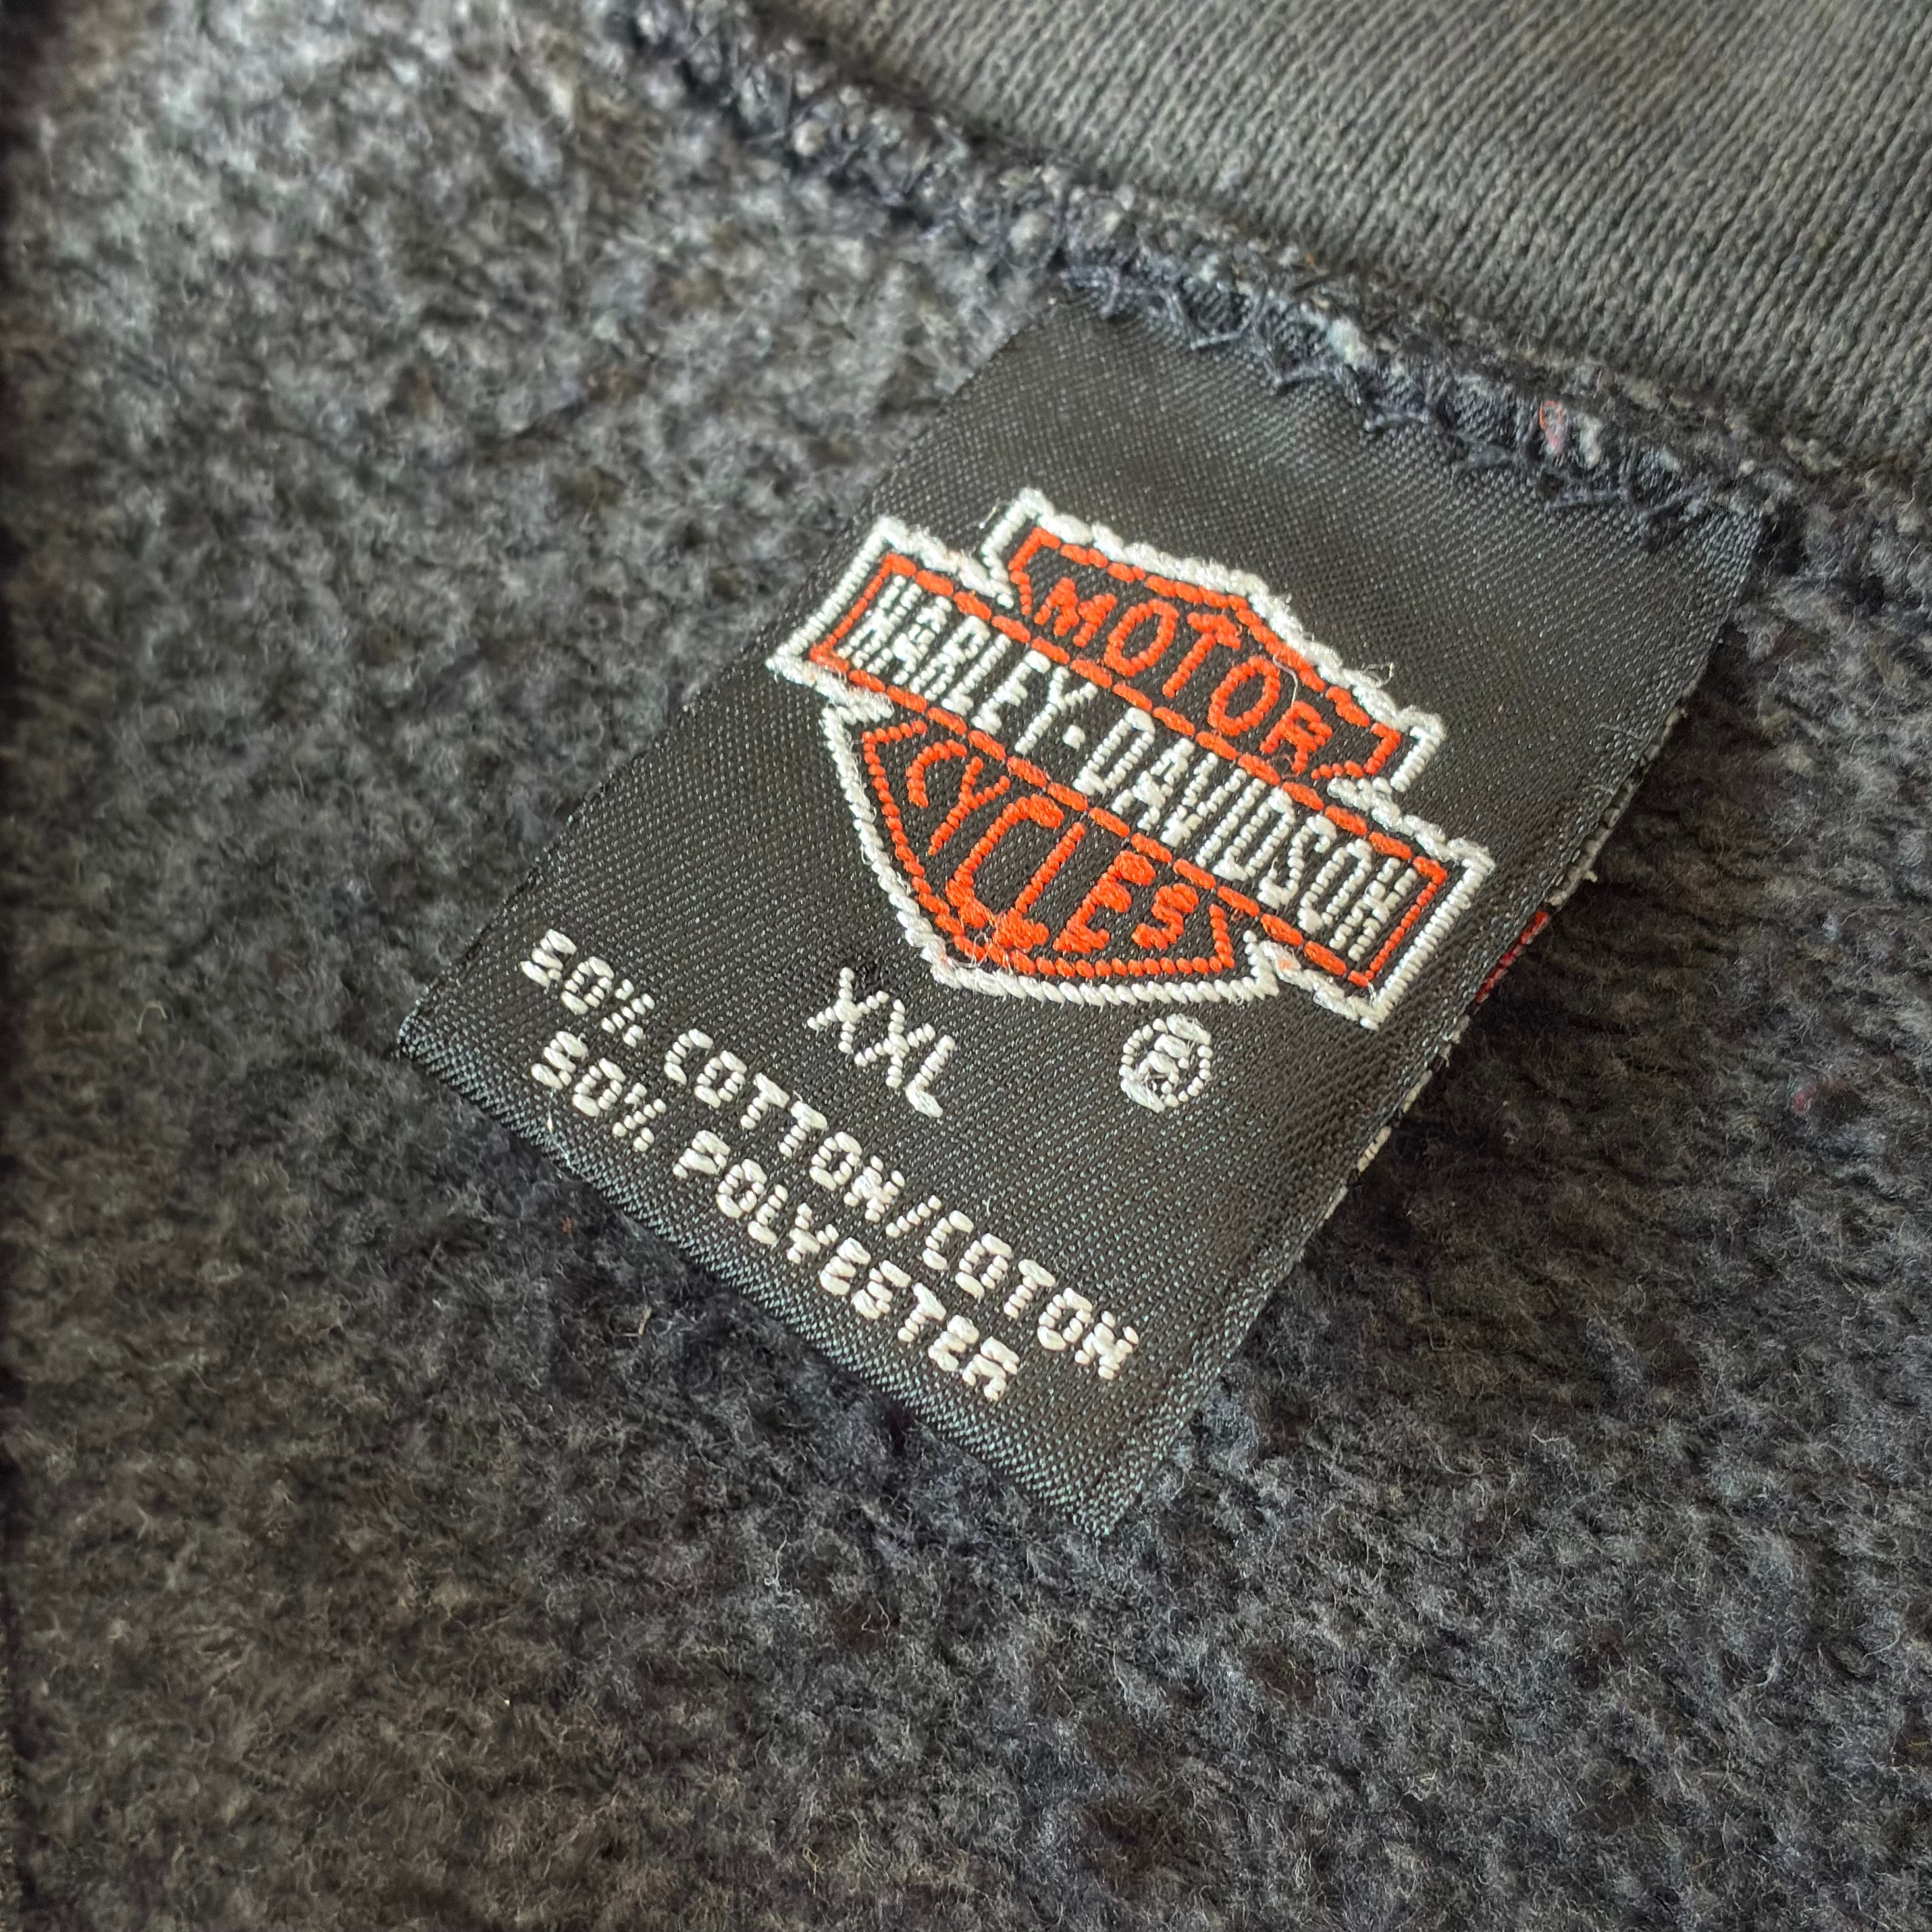 MOTOR
HARLEY-DAVIDSON
CYCLES
XXL ®
50% COTTON/COTON
50% POLYESTER